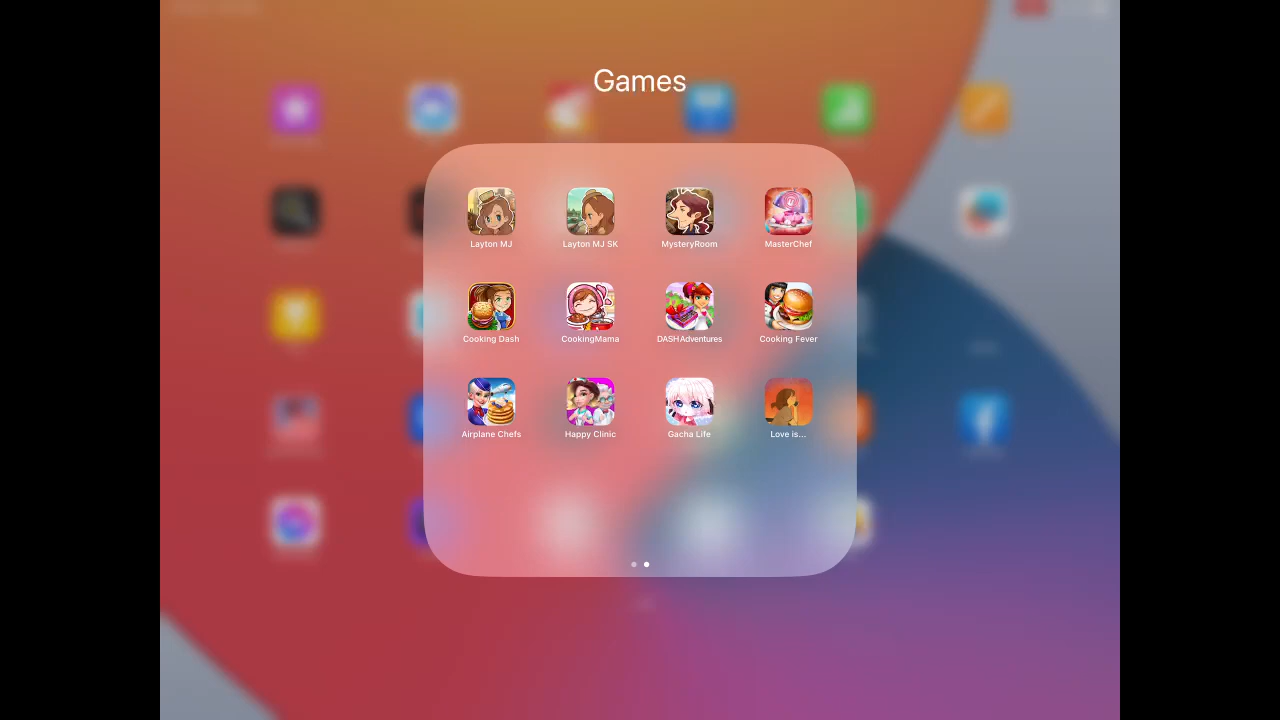 Games
Layton MJ
Layton MJ SK
MysteryRoom
MasterChef
Cooking Dash
CookingMama
DASHAdventures
Cooking Fever
Airplane Chefs
Happy Clinic
Gacha Life
Love is...